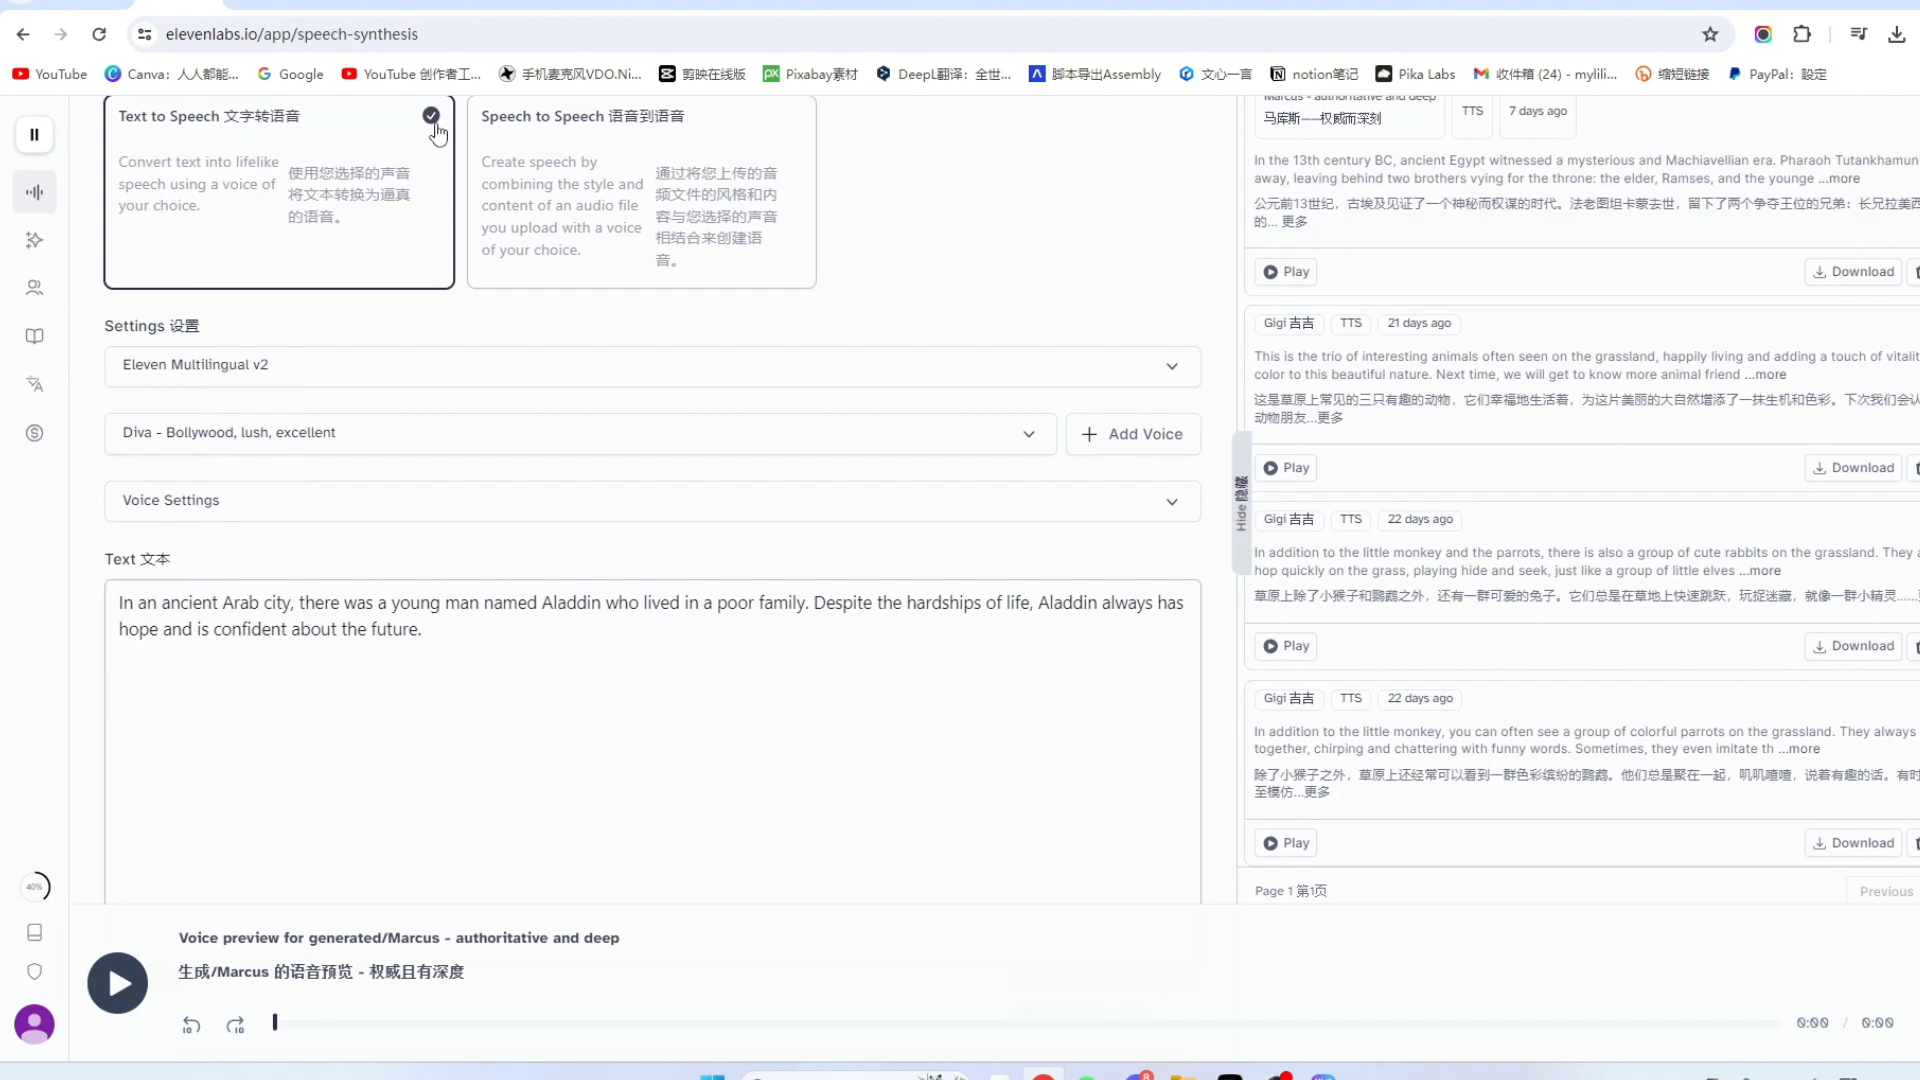 elevenlabs.io/app/speech-synthesis
YouTube
Canva：人人都能...
Google
YouTube 创作者工...
手机麦克风VDO.Ni...
剪映在线版
Pixabay素材
DeepL翻译：全世...
脚本导出Assembly
文心一言
notion笔记
Pika Labs
收件箱 (24) - mylili...
缩短链接
PayPal：設定
Text to Speech 文字转语音
Convert text into lifelike
speech using a voice of
your choice.
使用您选择的声音
将文本转换为逼真
的语音。
Speech to Speech 语音到语音
Create speech by
combining the style and
content of an audio file
you upload with a voice
of your choice.
通过将您上传的音
频文件的风格和内
容与您选择的声音
相结合来创建语
音。
Settings 设置
Eleven Multilingual v2
Diva - Bollywood, lush, excellent
Add Voice
Voice Settings
Text 文本
In an ancient Arab city, there was a young man named Aladdin who lived in a poor family. Despite the hardships of life, Aladdin always has
hope and is confident about the future.
Hide 隐藏
Marcus - authoritative and deep
马库斯——权威而深刻
TTS
7 days ago
In the 13th century BC, ancient Egypt witnessed a mysterious and Machiavellian era. Pharaoh Tutankhamun
away, leaving behind two brothers vying for the throne: the elder, Ramses, and the younge ...more
公元前13世纪，古埃及见证了一个神秘而权谋的时代。法老图坦卡蒙去世，留下了两个争夺王位的兄弟：长兄拉美西
的... 更多
Play
Download
Gigi 吉吉
TTS
21 days ago
This is the trio of interesting animals often seen on the grassland, happily living and adding a touch of vitalit
color to this beautiful nature. Next time, we will get to know more animal friend ...more
这是草原上常见的三只有趣的动物，它们幸福地生活着，为这片美丽的大自然增添了一抹生机和色彩。下次我们会认
动物朋友...更多
Play
Download
Gigi 吉吉
TTS
22 days ago
In addition to the little monkey and the parrots, there is also a group of cute rabbits on the grassland. They a
hop quickly on the grass, playing hide and seek, just like a group of little elves ...more
草原上除了小猴子和鹦鹉之外，还有一群可爱的兔子。它们总是在草地上快速跳跃，玩捉迷藏，就像一群小精灵......
Play
Download
Gigi 吉吉
TTS
22 days ago
In addition to the little monkey, you can often see a group of colorful parrots on the grassland. They always
together, chirping and chattering with funny words. Sometimes, they even imitate th ...more
除了小猴子之外，草原上还经常可以看到一群色彩缤纷的鹦鹉。他们总是聚在一起，叽叽喳喳，说着有趣的话。有时
至模仿...更多
Play
Download
Page 1 第1页
Previous
40%
Voice preview for generated/Marcus - authoritative and deep
生成/Marcus 的语音预览 - 权威且有深度
10
10
0:00 / 0:00
8